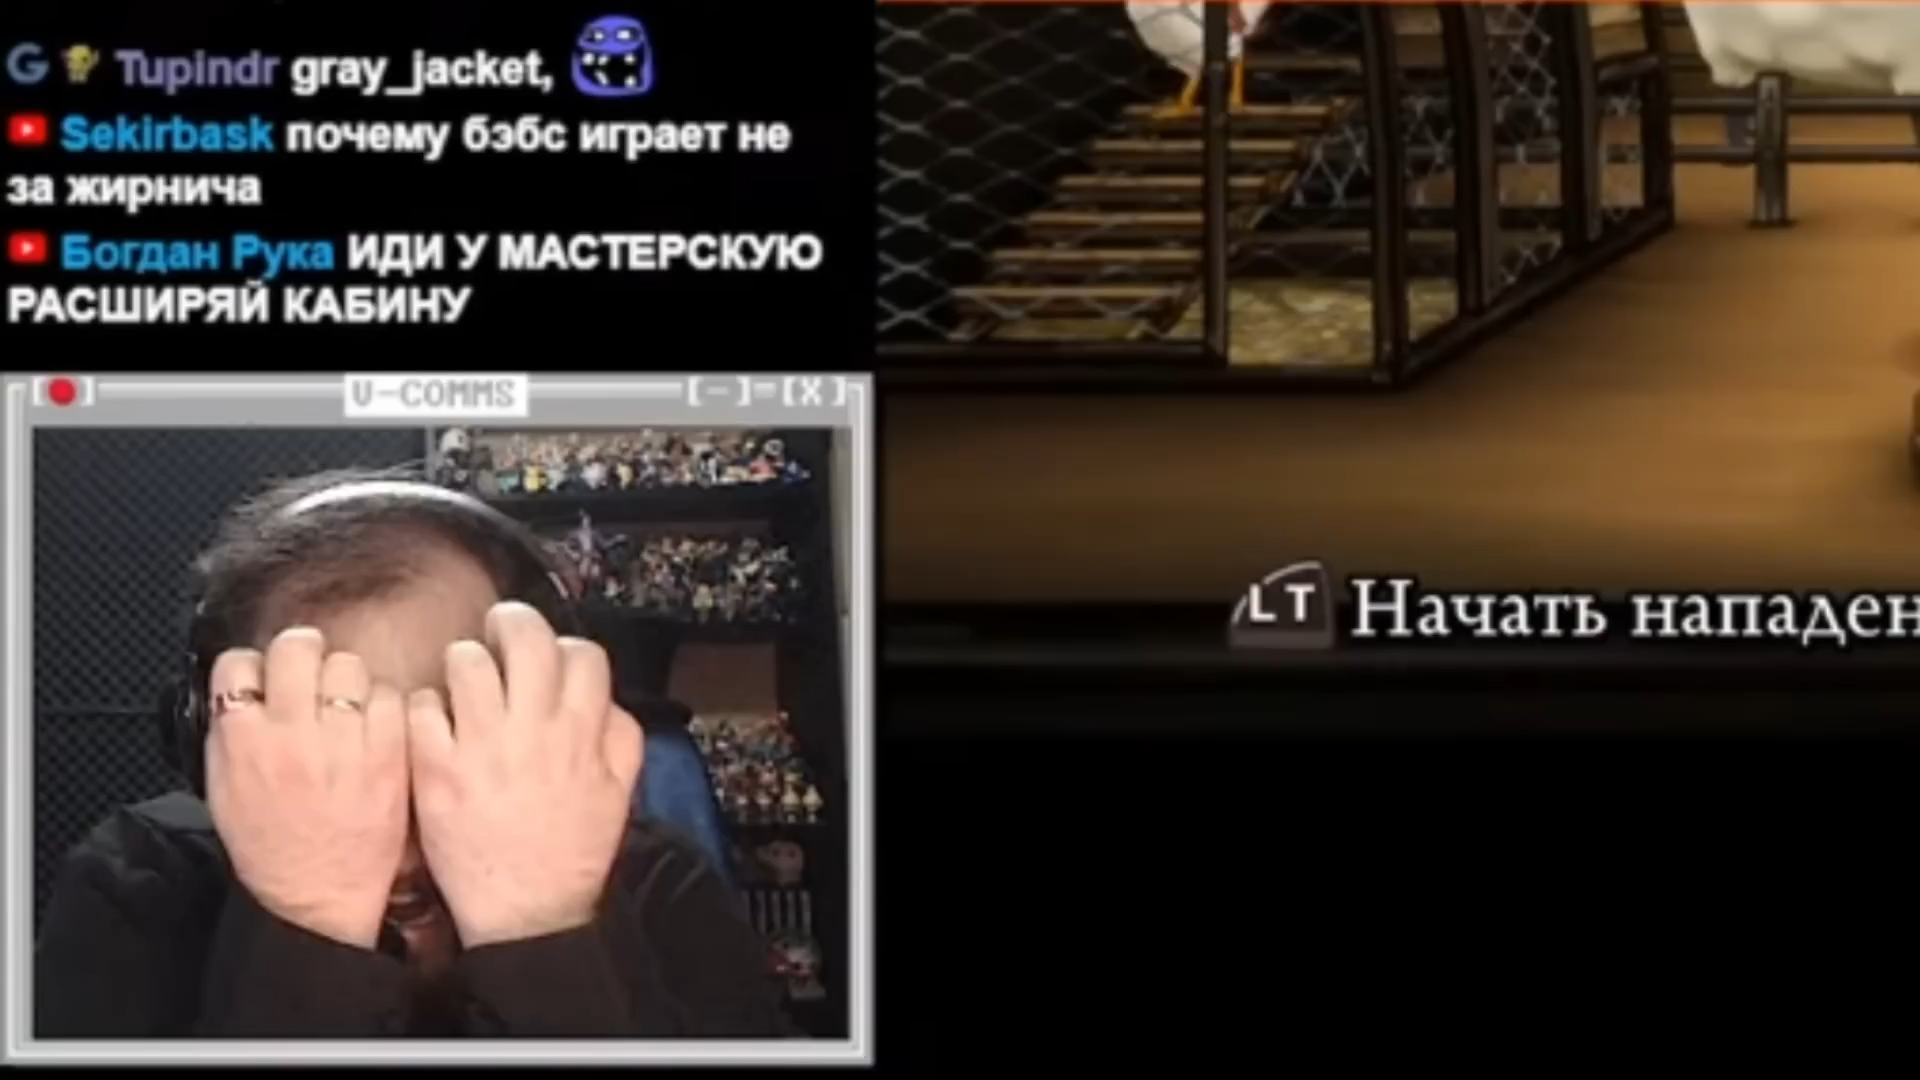 Tupindr gray_jacket,
Sekirbask почему бэбс играет не
за жирнича
Богдан Рука ИДИ У МАСТЕРСКУЮ
РАСШИРЯЙ КАБИНУ
U-COMMS
[-]=[X]
LT Начать нападен